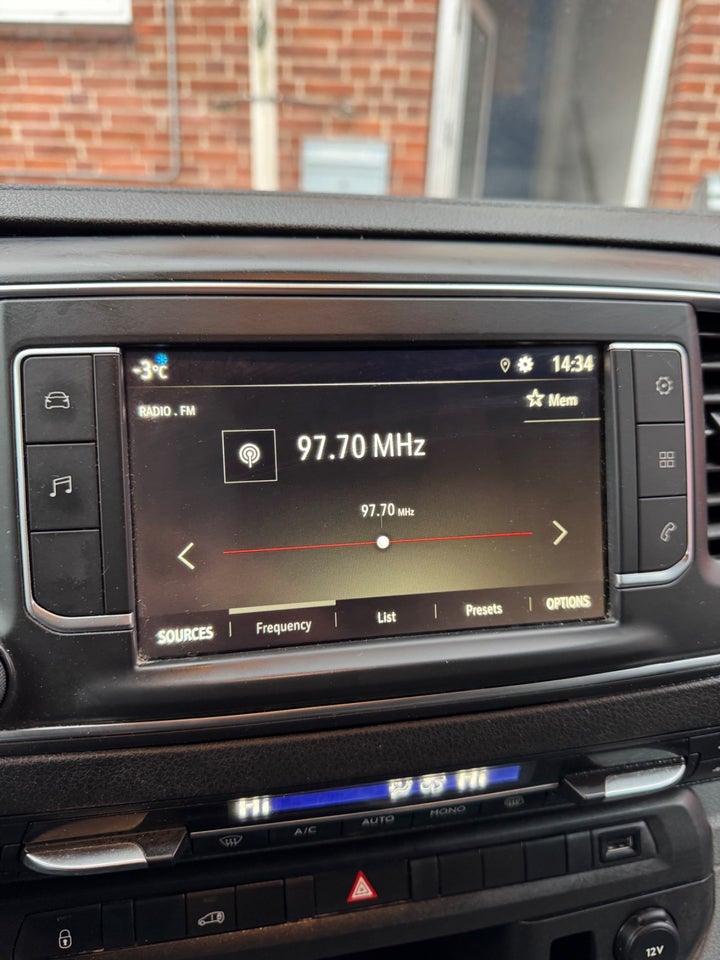 -3°C 14:34
RADIO . FM
Mem
97.70 MHz
97.70 MHz
SOURCES Frequency List Presets OPTIONS
Hi Hi
A/C AUTO MONO
12V